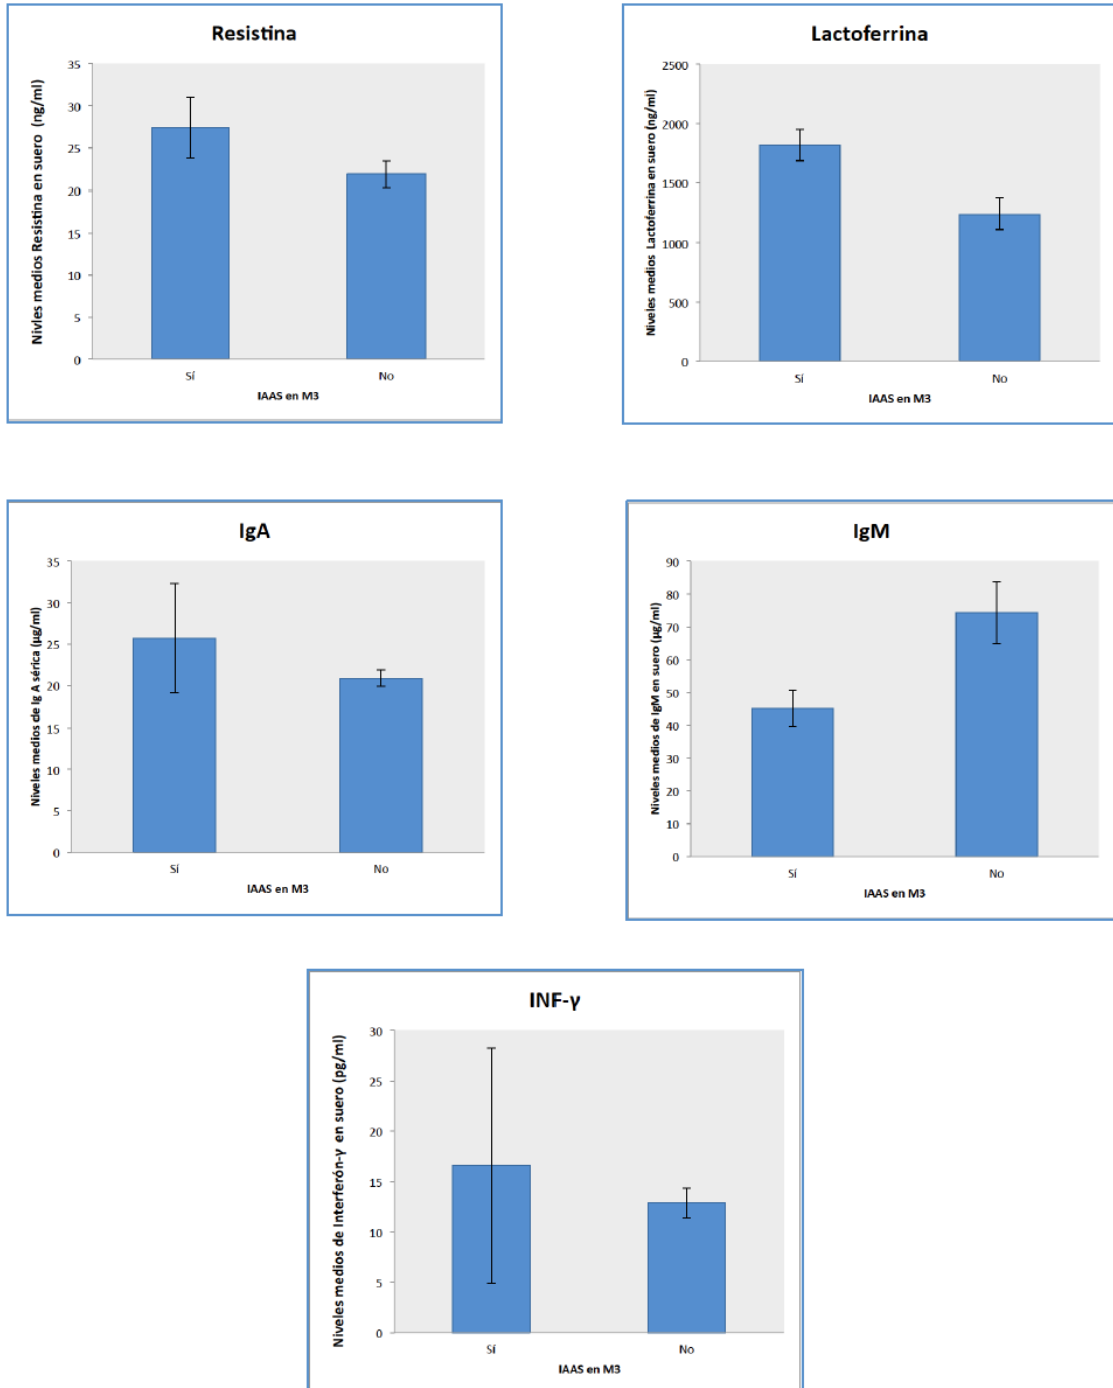 Resistina
Nivles medios Resistina en suero (ng/ml)
35
30
25
20
15
10
5
0
Sí
No
IAAS en M3
Lactoferrina
Niveles medios Lactoferrina en suero (ng/ml)
2500
2000
1500
1000
500
0
Sí
No
IAAS en M3
IgA
Niveles medios de Ig A sérica (µg/ml)
35
30
25
20
15
10
5
0
Sí
No
IAAS en M3
IgM
Niveles medios de IgM en suero (µg/ml)
90
80
70
60
50
40
30
20
10
0
Sí
No
IAAS en M3
INF-γ
Niveles medios de Interferón-γ en suero (pg/ml)
30
25
20
15
10
5
0
Sí
No
IAAS en M3